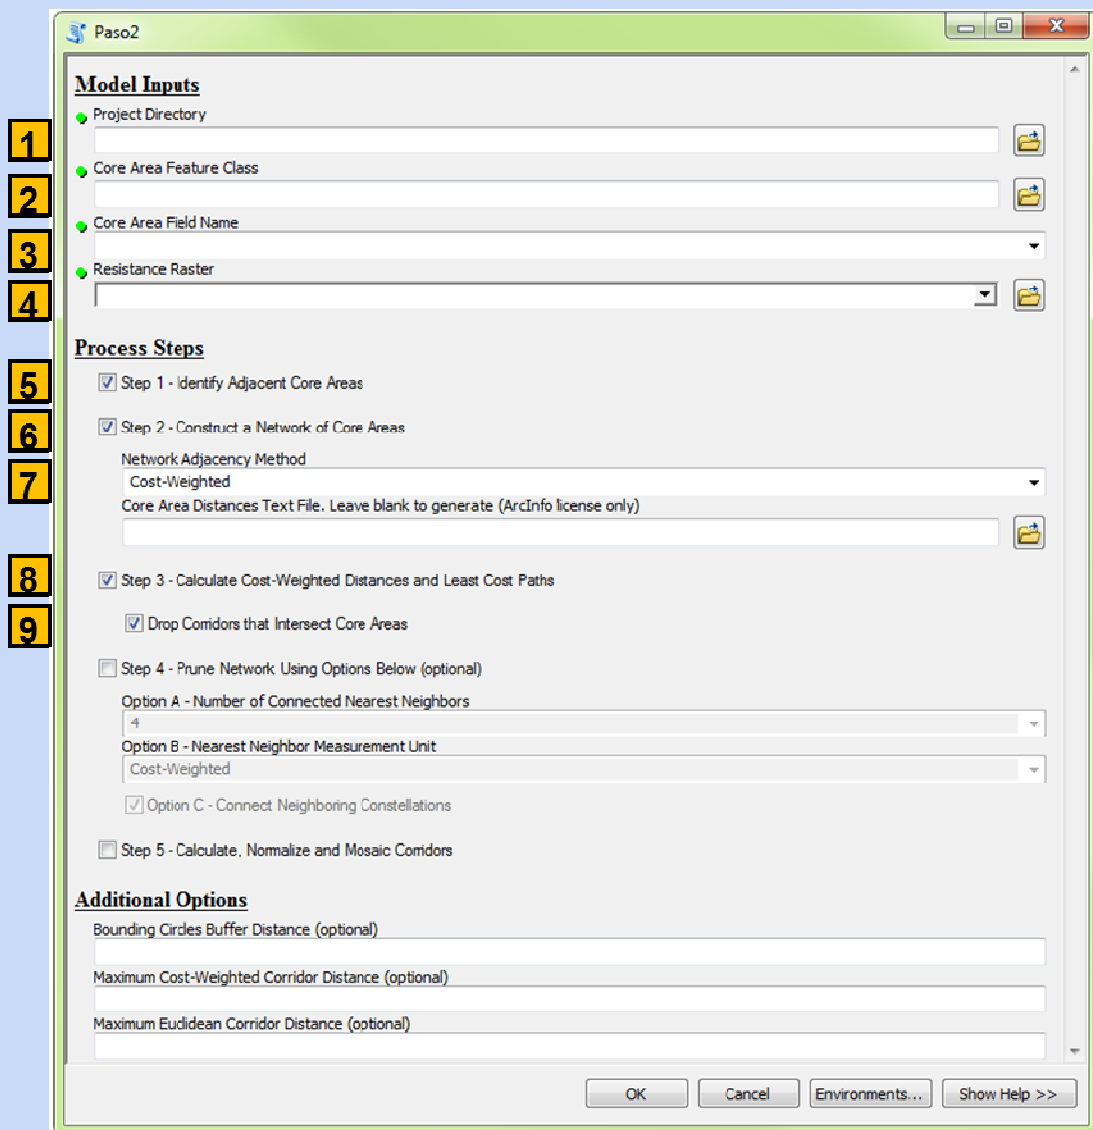 Paso2
Model Inputs
Project Directory
1
Core Area Feature Class
2
Core Area Field Name
3
Resistance Raster
4
Process Steps
5 Step 1 - Identify Adjacent Core Areas
6 Step 2 - Construct a Network of Core Areas
Network Adjacency Method
7 Cost-Weighted
Core Area Distances Text File. Leave blank to generate (ArcInfo license only)
8 Step 3 - Calculate Cost-Weighted Distances and Least Cost Paths
9 Drop Corridors that Intersect Core Areas
Step 4 - Prune Network Using Options Below (optional)
Option A - Number of Connected Nearest Neighbors
4
Option B - Nearest Neighbor Measurement Unit
Cost-Weighted
Option C - Connect Neighboring Constellations
Step 5 - Calculate, Normalize and Mosaic Corridors
Additional Options
Bounding Circles Buffer Distance (optional)
Maximum Cost-Weighted Corridor Distance (optional)
Maximum Euclidean Corridor Distance (optional)
OK Cancel Environments... Show Help >>